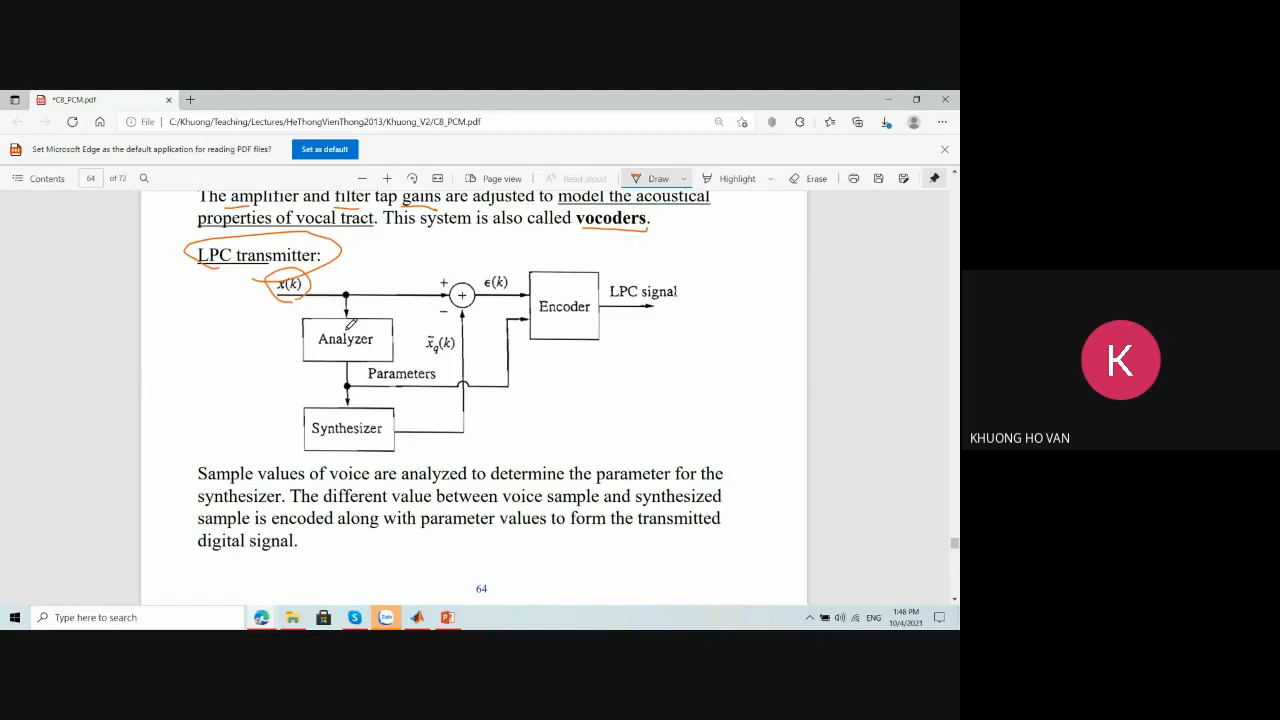 *C8_PCM.pdf
File | C:/Khuong/Teaching/Lectures/HeThongVienThong2013/Khuong_V2/C8_PCM.pdf
Set Microsoft Edge as the default application for reading PDF files? Set as default
Contents 64 of 72 Page view Read aloud Draw Highlight Erase
The amplifier and filter tap gains are adjusted to model the acoustical
properties of vocal tract. This system is also called vocoders.
LPC transmitter:
x(k)
+
+
−
ϵ(k)
Encoder
LPC signal
Analyzer
x̃q(k)
Parameters
Synthesizer
Sample values of voice are analyzed to determine the parameter for the
synthesizer. The different value between voice sample and synthesized
sample is encoded along with parameter values to form the transmitted
digital signal.
64
K
KHUONG HO VAN
Type here to search
Zalo
ENG
1:48 PM
10/4/2021